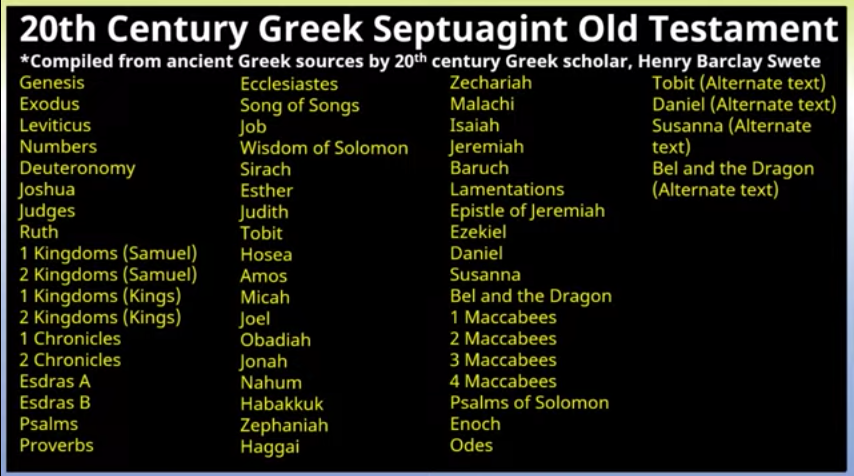 20th Century Greek Septuagint Old Testament
*Compiled from ancient Greek sources by 20th century Greek scholar, Henry Barclay Swete
Genesis
Exodus
Leviticus
Numbers
Deuteronomy
Joshua
Judges
Ruth
1 Kingdoms (Samuel)
2 Kingdoms (Samuel)
1 Kingdoms (Kings)
2 Kingdoms (Kings)
1 Chronicles
2 Chronicles
Esdras A
Esdras B
Psalms
Proverbs
Ecclesiastes
Song of Songs
Job
Wisdom of Solomon
Sirach
Esther
Judith
Tobit
Hosea
Amos
Micah
Joel
Obadiah
Jonah
Nahum
Habakkuk
Zephaniah
Haggai
Zechariah
Malachi
Isaiah
Jeremiah
Baruch
Lamentations
Epistle of Jeremiah
Ezekiel
Daniel
Susanna
Bel and the Dragon
1 Maccabees
2 Maccabees
3 Maccabees
4 Maccabees
Psalms of Solomon
Enoch
Odes
Tobit (Alternate text)
Daniel (Alternate text)
Susanna (Alternate
text)
Bel and the Dragon
(Alternate text)